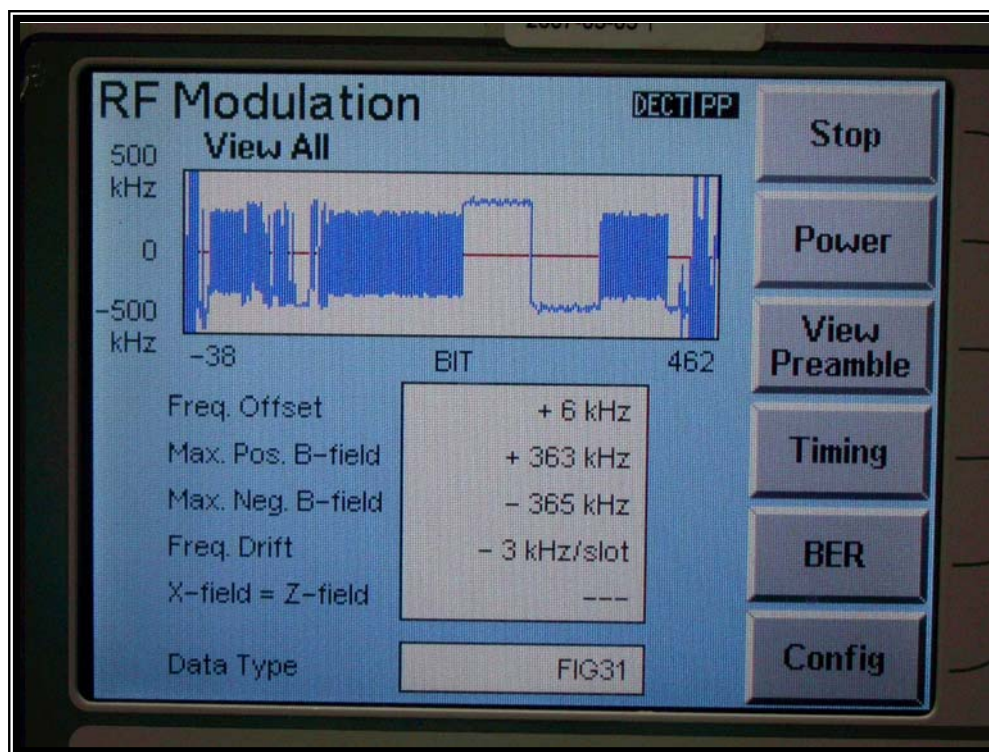 RF Modulation
DECT PP
View All
500
kHz
0
-500
kHz
-38
BIT
462
Freq. Offset + 6 kHz
Max. Pos. B-field + 363 kHz
Max. Neg. B-field - 365 kHz
Freq. Drift - 3 kHz/slot
X-field = Z-field ---
Data Type FIG31
Stop
Power
View
Preamble
Timing
BER
Config